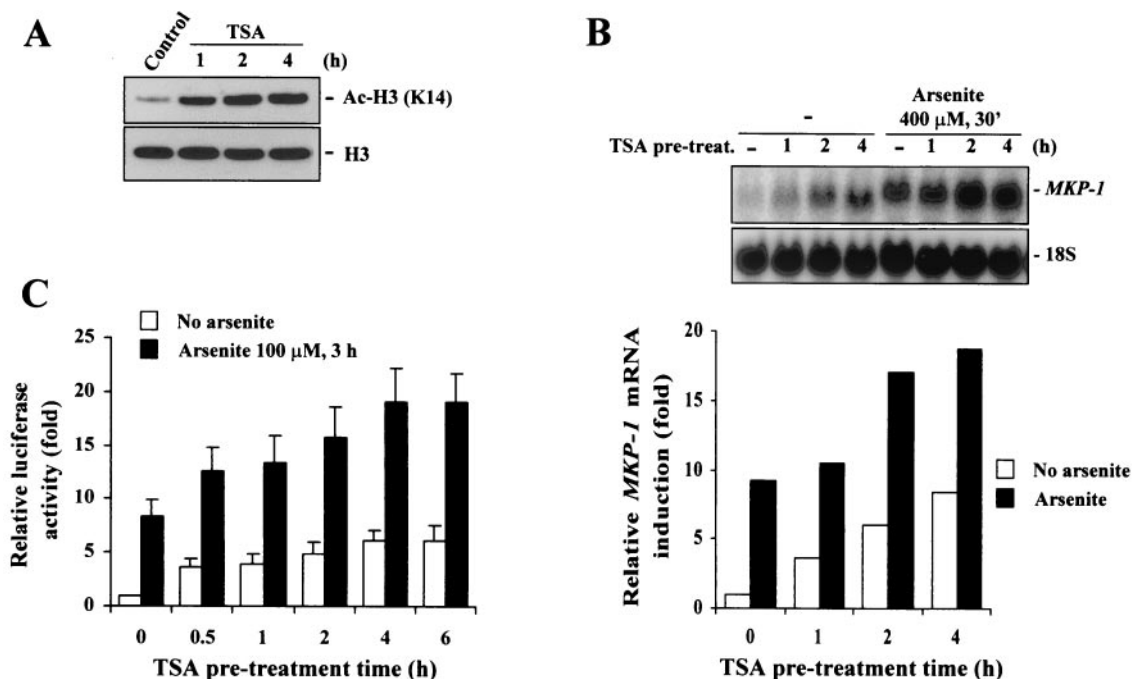 A
Control
TSA
1 2 4 (h)
- Ac-H3 (K14)
- H3
B
Arsenite
- 400 μM, 30'
TSA pre-treat. – 1 2 4 – 1 2 4 (h)
- MKP-1
- 18S
C
No arsenite
Arsenite 100 μM, 3 h
Relative luciferase
activity (fold)
25
20
15
10
5
0
0 0.5 1 2 4 6
TSA pre-treatment time (h)
Relative MKP-1 mRNA
induction (fold)
20
15
10
5
0
No arsenite
Arsenite
0 1 2 4
TSA pre-treatment time (h)